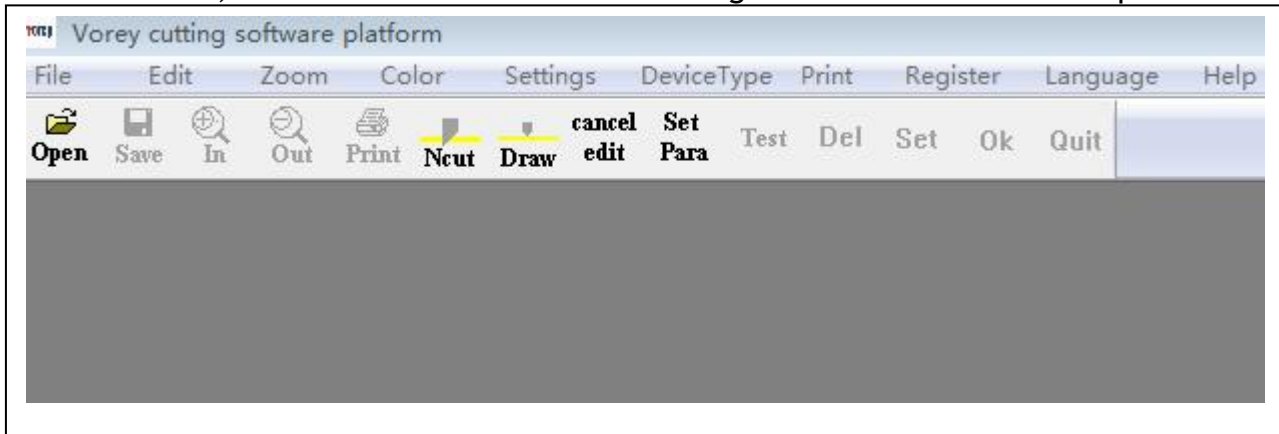 Vorey cutting software platform
File Edit Zoom Color Settings DeviceType Print Register Language Help
cancel Set
Open Save In Out Print Ncut Draw edit Para Test Del Set Ok Quit